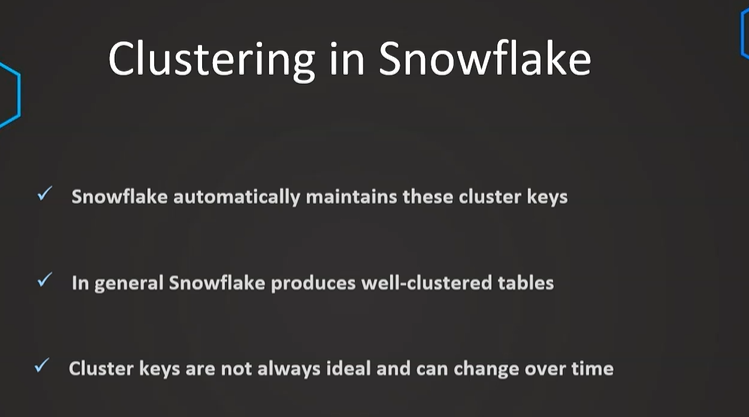 Clustering in Snowflake
✓ Snowflake automatically maintains these cluster keys
✓ In general Snowflake produces well-clustered tables
✓ Cluster keys are not always ideal and can change over time